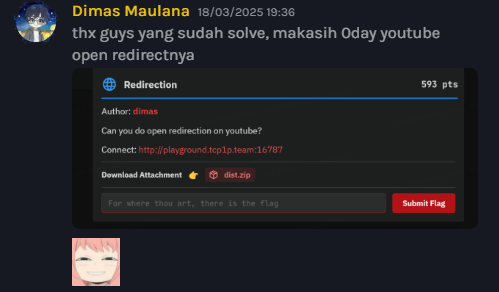 Dimas Maulana 18/03/2025 19:36
thx guys yang sudah solve, makasih 0day youtube
open redirectnya
Redirection 593 pts
Author: dimas
Can you do open redirection on youtube?
Connect: http://playground.tcp1p.team:16787
Download Attachment 👉 dist.zip
For where thou art, there is the flag Submit Flag